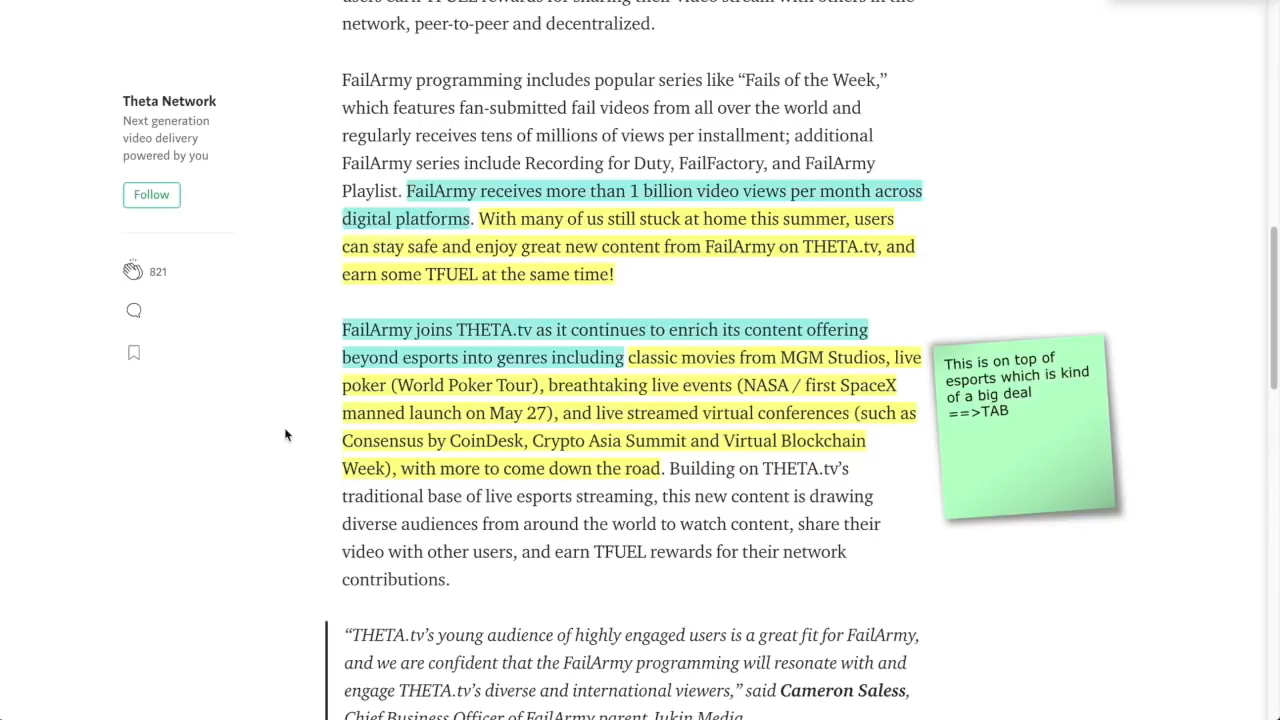 users earn TFUEL rewards for sharing their video stream with others in the
network, peer-to-peer and decentralized.
Theta Network
Next generation
video delivery
powered by you
Follow
821
FailArmy programming includes popular series like “Fails of the Week,”
which features fan-submitted fail videos from all over the world and
regularly receives tens of millions of views per installment; additional
FailArmy series include Recording for Duty, FailFactory, and FailArmy
Playlist. FailArmy receives more than 1 billion video views per month across
digital platforms. With many of us still stuck at home this summer, users
can stay safe and enjoy great new content from FailArmy on THETA.tv, and
earn some TFUEL at the same time!
FailArmy joins THETA.tv as it continues to enrich its content offering
beyond esports into genres including classic movies from MGM Studios, live
poker (World Poker Tour), breathtaking live events (NASA / first SpaceX
manned launch on May 27), and live streamed virtual conferences (such as
Consensus by CoinDesk, Crypto Asia Summit and Virtual Blockchain
Week), with more to come down the road. Building on THETA.tv’s
traditional base of live esports streaming, this new content is drawing
diverse audiences from around the world to watch content, share their
video with other users, and earn TFUEL rewards for their network
contributions.
This is on top of
esports which is kind
of a big deal
==>TAB
“THETA.tv’s young audience of highly engaged users is a great fit for FailArmy,
and we are confident that the FailArmy programming will resonate with and
engage THETA.tv’s diverse and international viewers,” said Cameron Saless,
Chief Business Officer of FailArmy parent Jukin Media.